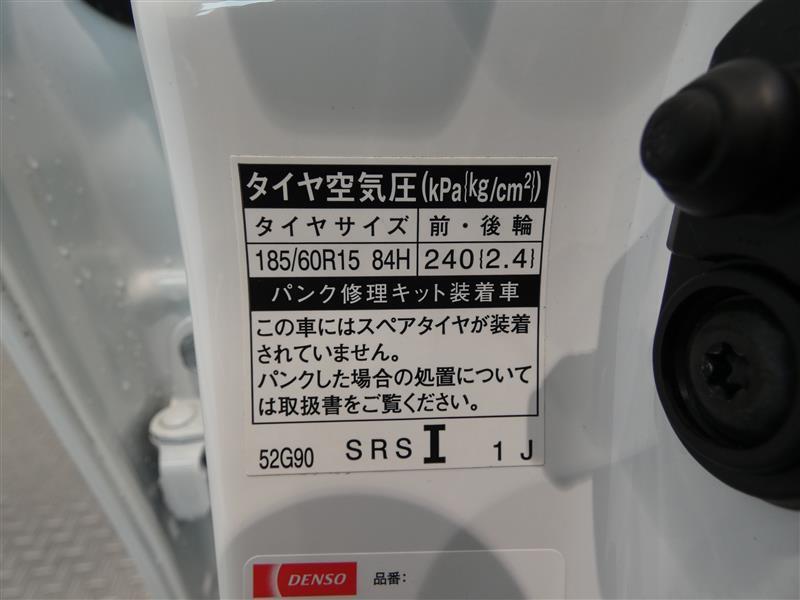 タイヤ空気圧(kPa{kg/cm²})
タイヤサイズ 前・後輪
185/60R15 84H 240{2.4}
パンク修理キット装着車
この車にはスペアタイヤが装着
されていません。
パンクした場合の処置について
は取扱書をご覧ください。
52G90 SRS I 1J
DENSO 品番: